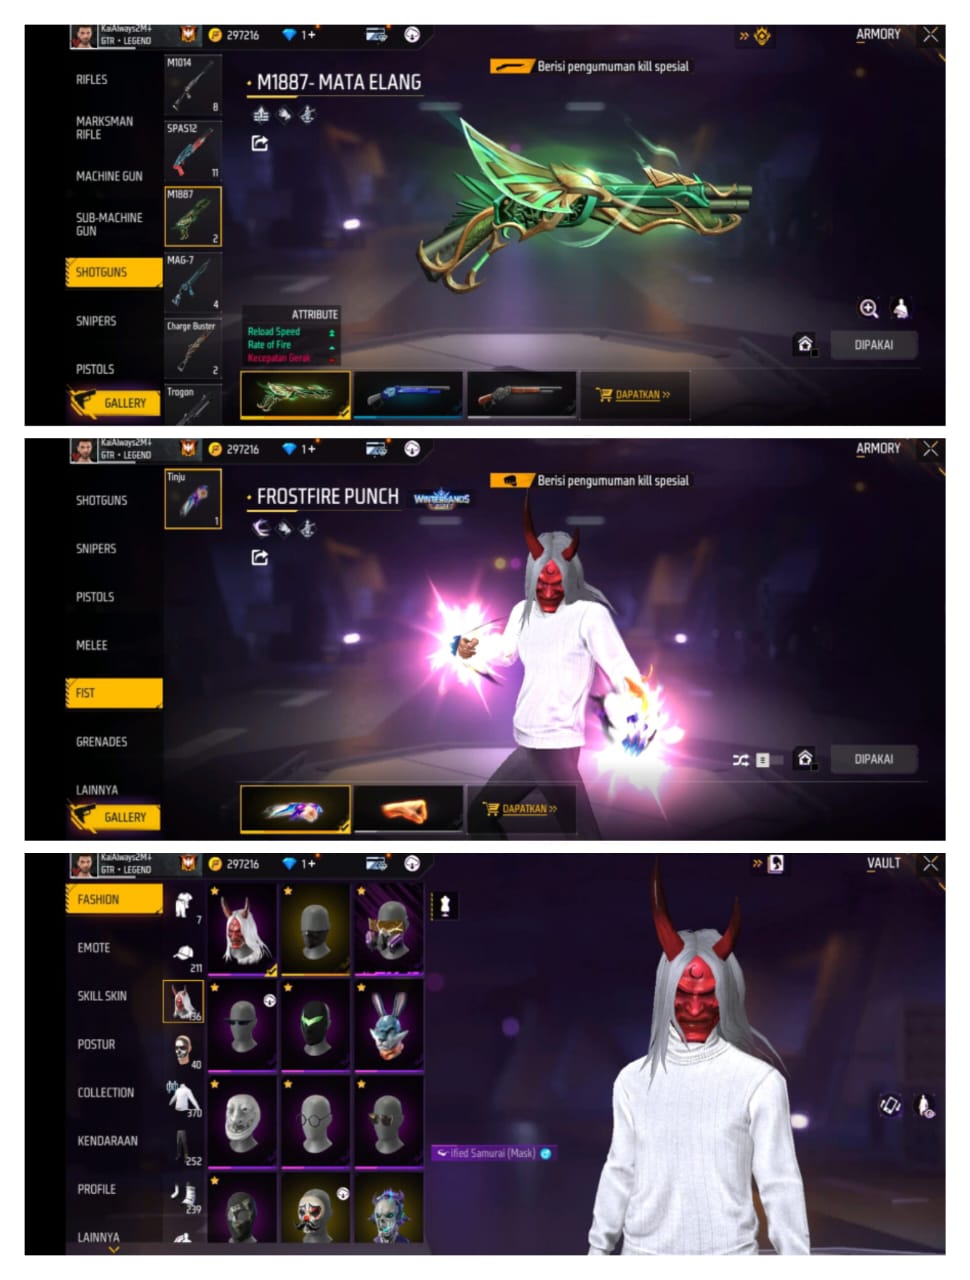 KaiAlways2M+
GTR • LEGEND
297216
1+
ARMORY
RIFLES
MARKSMAN
RIFLE
MACHINE GUN
SUB-MACHINE
GUN
SHOTGUNS
SNIPERS
PISTOLS
GALLERY
M1014
8
SPAS12
11
M1887
2
MAG-7
4
Charge Buster
2
Trogon
M1887- MATA ELANG
Berisi pengumuman kill spesial
ATTRIBUTE
Reload Speed
Rate of Fire
Kecepatan Gerak
DIPAKAI
DAPATKAN >>
KaiAlways2M+
GTR • LEGEND
297216
1+
ARMORY
SHOTGUNS
SNIPERS
PISTOLS
MELEE
FIST
GRENADES
LAINNYA
GALLERY
Tinju
1
FROSTFIRE PUNCH
WINTERLANDS
Berisi pengumuman kill spesial
DIPAKAI
DAPATKAN >>
KaiAlways2M+
GTR • LEGEND
297216
1+
VAULT
FASHION
EMOTE
SKILL SKIN
POSTUR
COLLECTION
KENDARAAN
PROFILE
LAINNYA
7
211
136
40
370
252
239
ified Samurai (Mask)